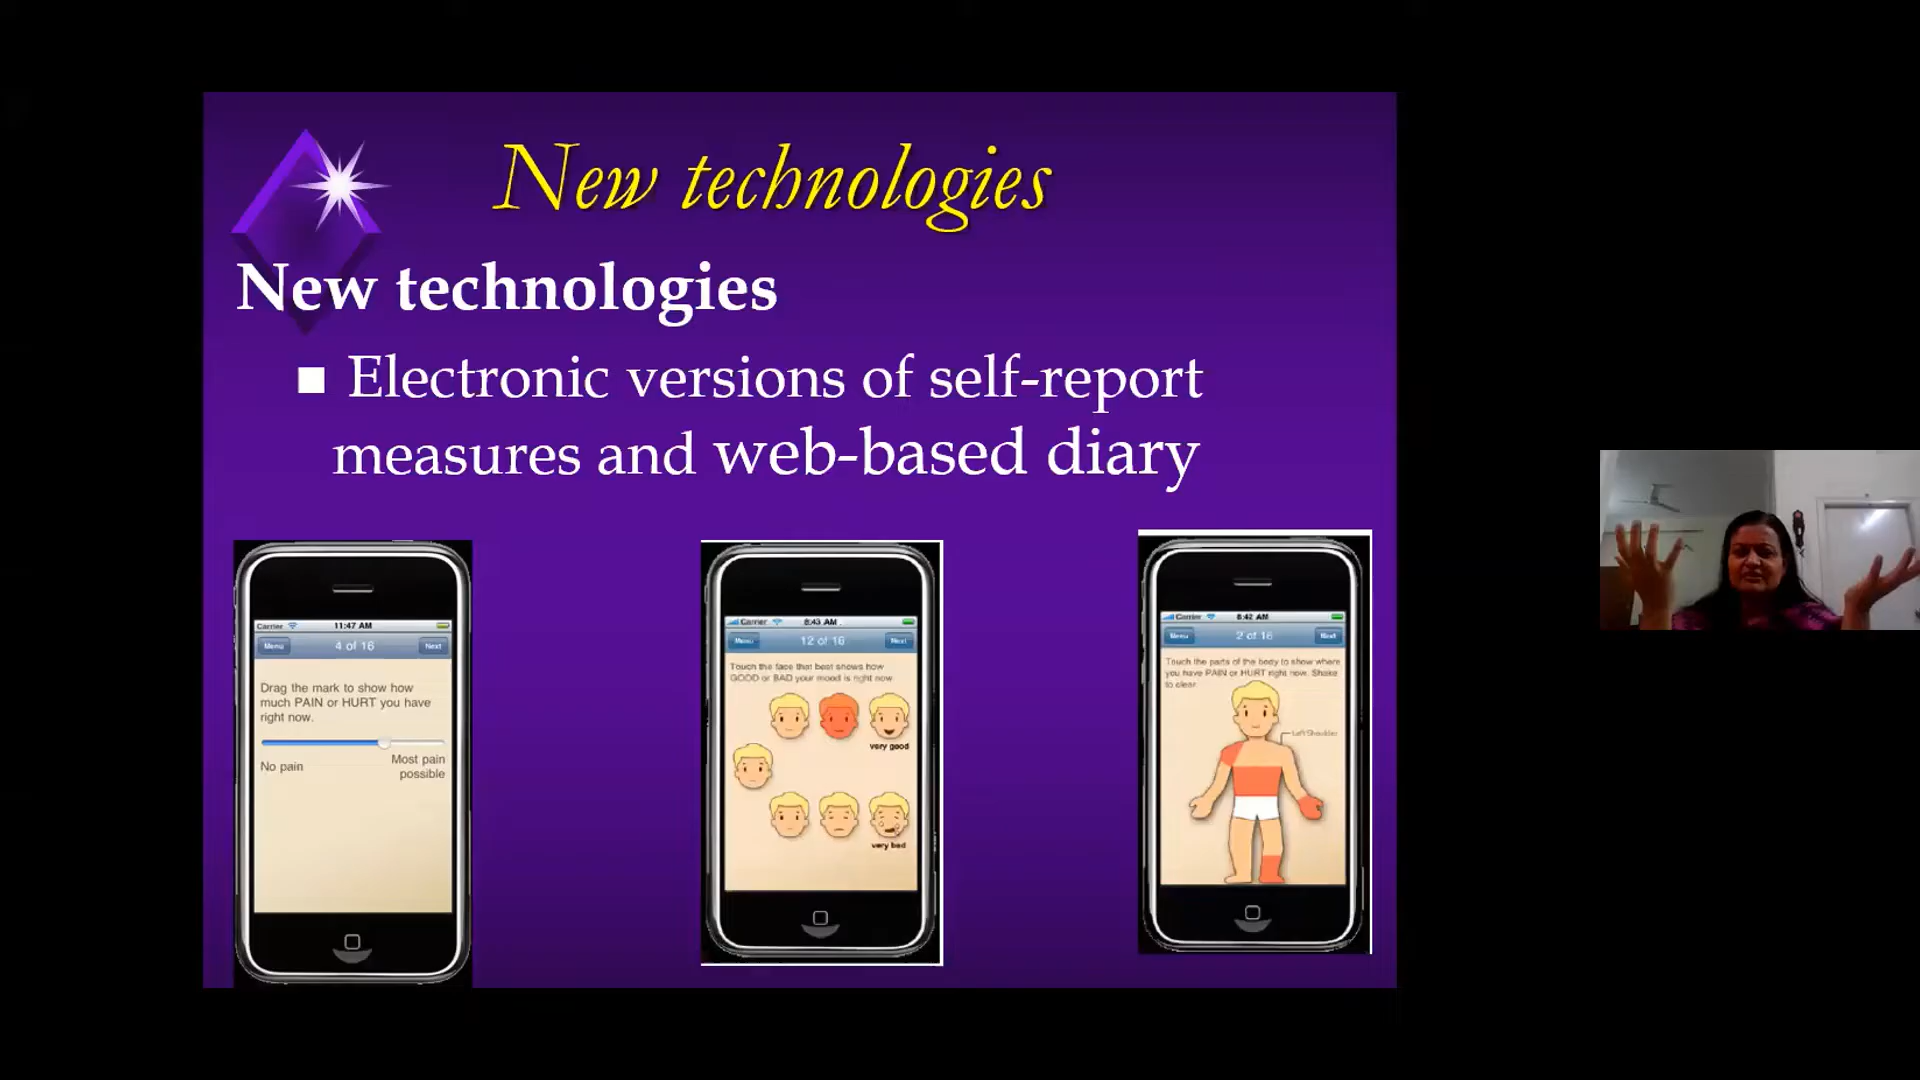 New technologies
New technologies
■ Electronic versions of self-report
measures and web-based diary
Carrier 11:47 AM
Menu 4 of 16 Next
Drag the mark to show how
much PAIN or HURT you have
right now.
No pain
Most pain
possible
Carrier 8:43 AM
Menu 12 of 16 Next
Touch the face that best shows how
GOOD or BAD your mood is right now
very good
very bad
Carrier 8:42 AM
Menu 2 of 16 Next
Touch the parts of the body to show where
you have PAIN or HURT right now. Shake
to clear.
Left Shoulder